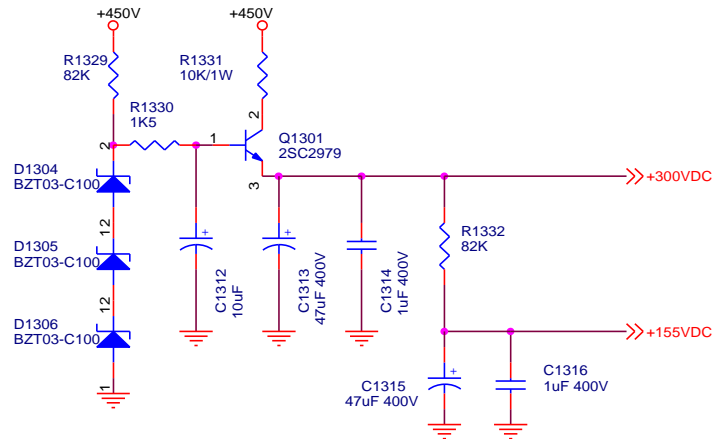 +450V
+450V
R1329
82K
R1331
10K/1W
R1330
1K5
2
Q1301
2SC2979
2
1
3
D1304
BZT03-C100
+300VDC
12
R1332
82K
D1305
BZT03-C100
+
+
C1312
10uF
C1313
47uF 400V
C1314
1uF 400V
12
D1306
BZT03-C100
+155VDC
1
+
C1315
47uF 400V
C1316
1uF 400V